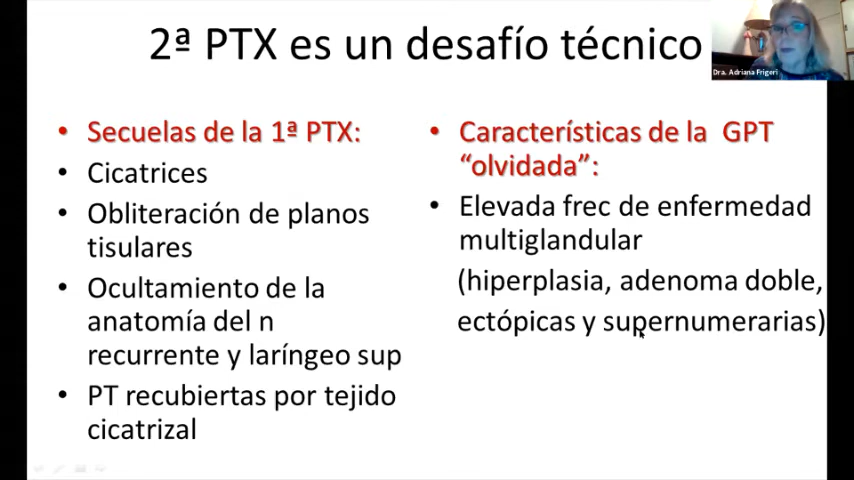 2ª PTX es un desafío técnico
Dra. Adriana Frigeri
• Secuelas de la 1ª PTX:
• Cicatrices
• Obliteración de planos
tisulares
• Ocultamiento de la
anatomía del n
recurrente y laríngeo sup
• PT recubiertas por tejido
cicatrizal
• Características de la GPT
“olvidada”:
• Elevada frec de enfermedad
multiglandular
(hiperplasia, adenoma doble,
ectópicas y supernumerarias)